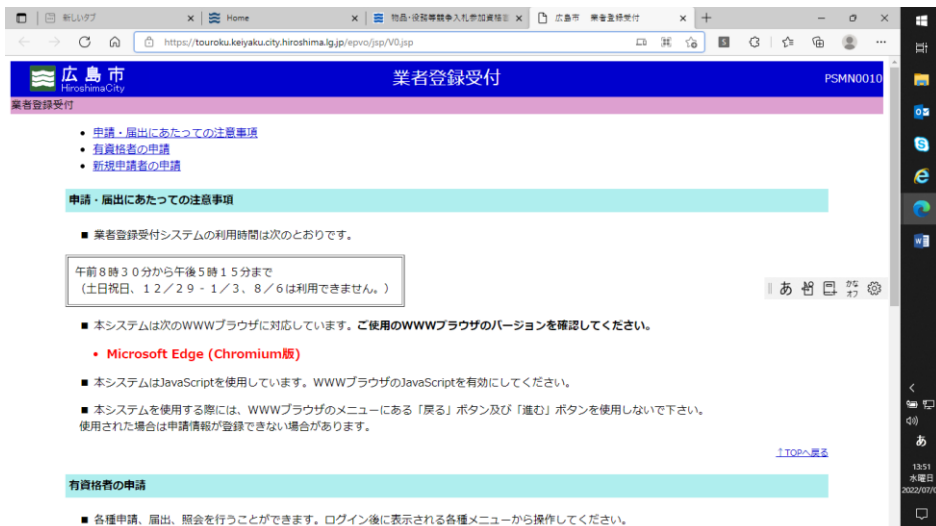 新しいタブ
Home
物品・役務等競争入札参加資格
広島市 業者登録受付
https://touroku.keiyaku.city.hiroshima.lg.jp/epvo/jsp/V0.jsp
広島市
HiroshimaCity
業者登録受付
PSMN0010
業者登録受付
• 申請・届出にあたっての注意事項
• 有資格者の申請
• 新規申請者の申請
申請・届出にあたっての注意事項
■ 業者登録受付システムの利用時間は次のとおりです。
午前8時30分から午後5時15分まで
(土日祝日、12/29-1/3、8/6は利用できません。)
あ
かな
オフ
■ 本システムは次のWWWブラウザに対応しています。ご使用のWWWブラウザのバージョンを確認してください。
• Microsoft Edge (Chromium版)
■ 本システムはJavaScriptを使用しています。WWWブラウザのJavaScriptを有効にしてください。
■ 本システムを使用する際には、WWWブラウザのメニューにある「戻る」ボタン及び「進む」ボタンを使用しないで下さい。
使用された場合は申請情報が登録できない場合があります。
↑TOPへ戻る
有資格者の申請
■ 各種申請、届出、照会を行うことができます。ログイン後に表示される各種メニューから操作してください。
あ
13:51
水曜日
2022/07/0